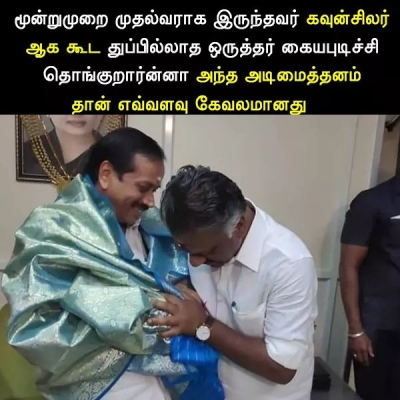 மூன்றுமுறை முதல்வராக இருந்தவர் கவுன்சிலர்
ஆக கூட துப்பில்லாத ஒருத்தர் கையபுடிச்சி
தொங்குறார்ன்னா அந்த அடிமைத்தனம்
தான் எவ்வளவு கேவலமானது